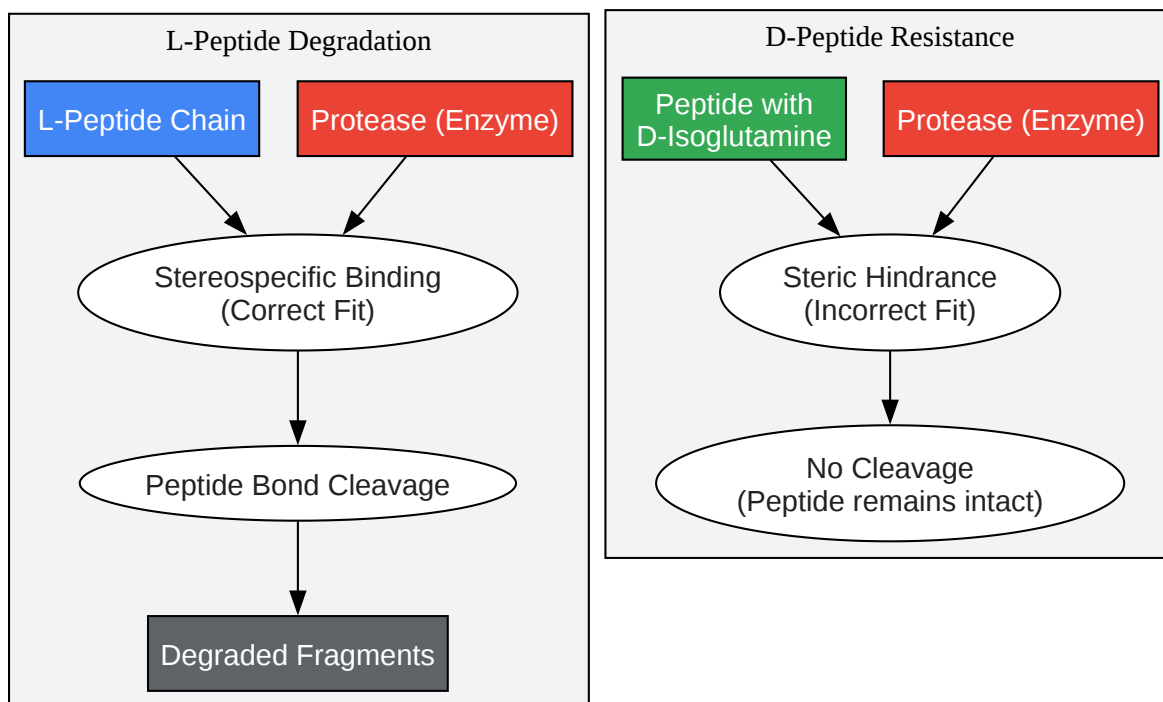 L-Peptide Degradation
L-Peptide Chain
Protease (Enzyme)
Stereospecific Binding
(Correct Fit)
Peptide Bond Cleavage
Degraded Fragments
D-Peptide Resistance
Peptide with
D-Isoglutamine
Protease (Enzyme)
Steric Hindrance
(Incorrect Fit)
No Cleavage
(Peptide remains intact)